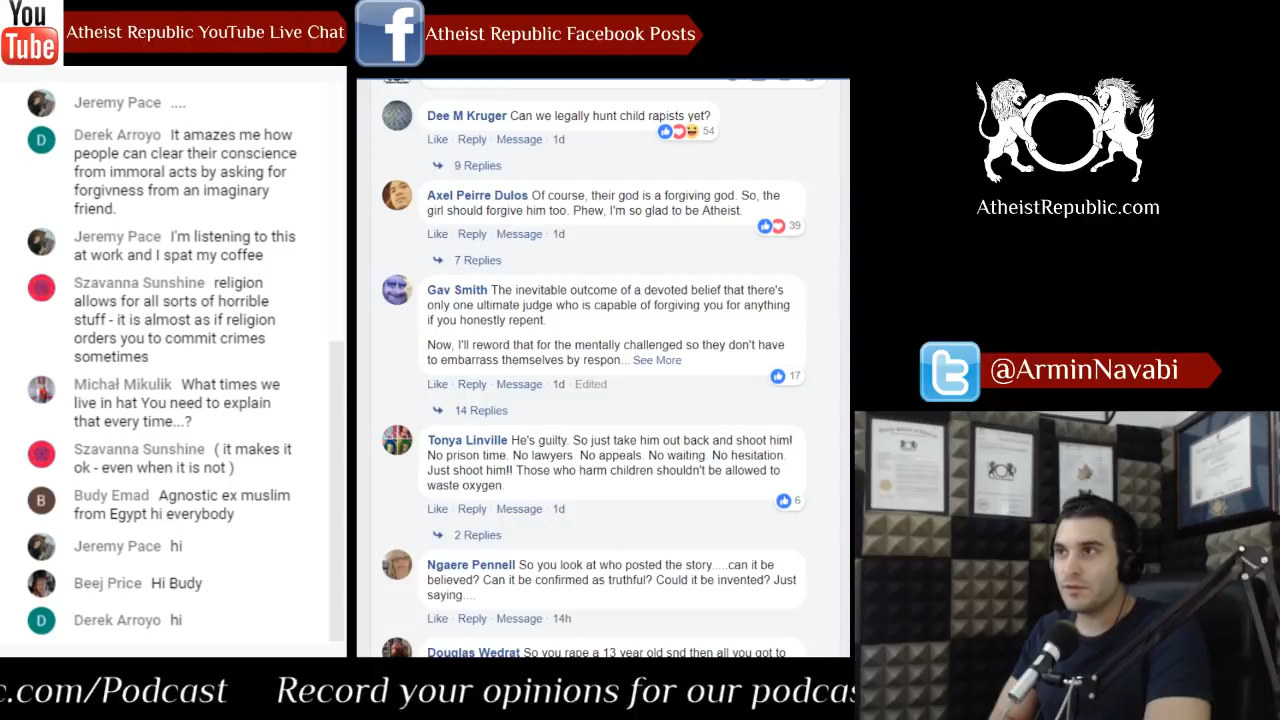 You
Tube
Atheist Republic YouTube Live Chat
Jeremy Pace ....
D
Derek Arroyo It amazes me how
people can clear their conscience
from immoral acts by asking for
forgivness from an imaginary
friend.
Jeremy Pace I'm listening to this
at work and I spat my coffee
Szavanna Sunshine religion
allows for all sorts of horrible
stuff - it is almost as if religion
orders you to commit crimes
sometimes
Michał Mikulik What times we
live in hat You need to explain
that every time...?
Szavanna Sunshine ( it makes it
ok - even when it is not )
B
Budy Emad Agnostic ex muslim
from Egypt hi everybody
Jeremy Pace hi
Beej Price Hi Budy
D
Derek Arroyo hi
f
Atheist Republic Facebook Posts
Dee M Kruger Can we legally hunt child rapists yet?
54
Like · Reply · Message · 1d
9 Replies
Axel Peirre Dulos Of course, their god is a forgiving god. So, the
girl should forgive him too. Phew, I'm so glad to be Atheist.
39
Like · Reply · Message · 1d
7 Replies
Gav Smith The inevitable outcome of a devoted belief that there's
only one ultimate judge who is capable of forgiving you for anything
if you honestly repent.
Now, I'll reword that for the mentally challenged so they don't have
to embarrass themselves by respon... See More
17
Like · Reply · Message · 1d · Edited
14 Replies
Tonya Linville He's guilty. So just take him out back and shoot him!
No prison time. No lawyers. No appeals. No waiting. No hesitation.
Just shoot him!! Those who harm children shouldn't be allowed to
waste oxygen.
6
Like · Reply · Message · 1d
2 Replies
Ngaere Pennell So you look at who posted the story.....can it be
believed? Can it be confirmed as truthful? Could it be invented? Just
saying....
Like · Reply · Message · 14h
Douglas Wedrat So you rape a 13 year old snd then all you got to
AtheistRepublic.com
@ArminNavabi
c.com/Podcast Record your opinions for our podcas